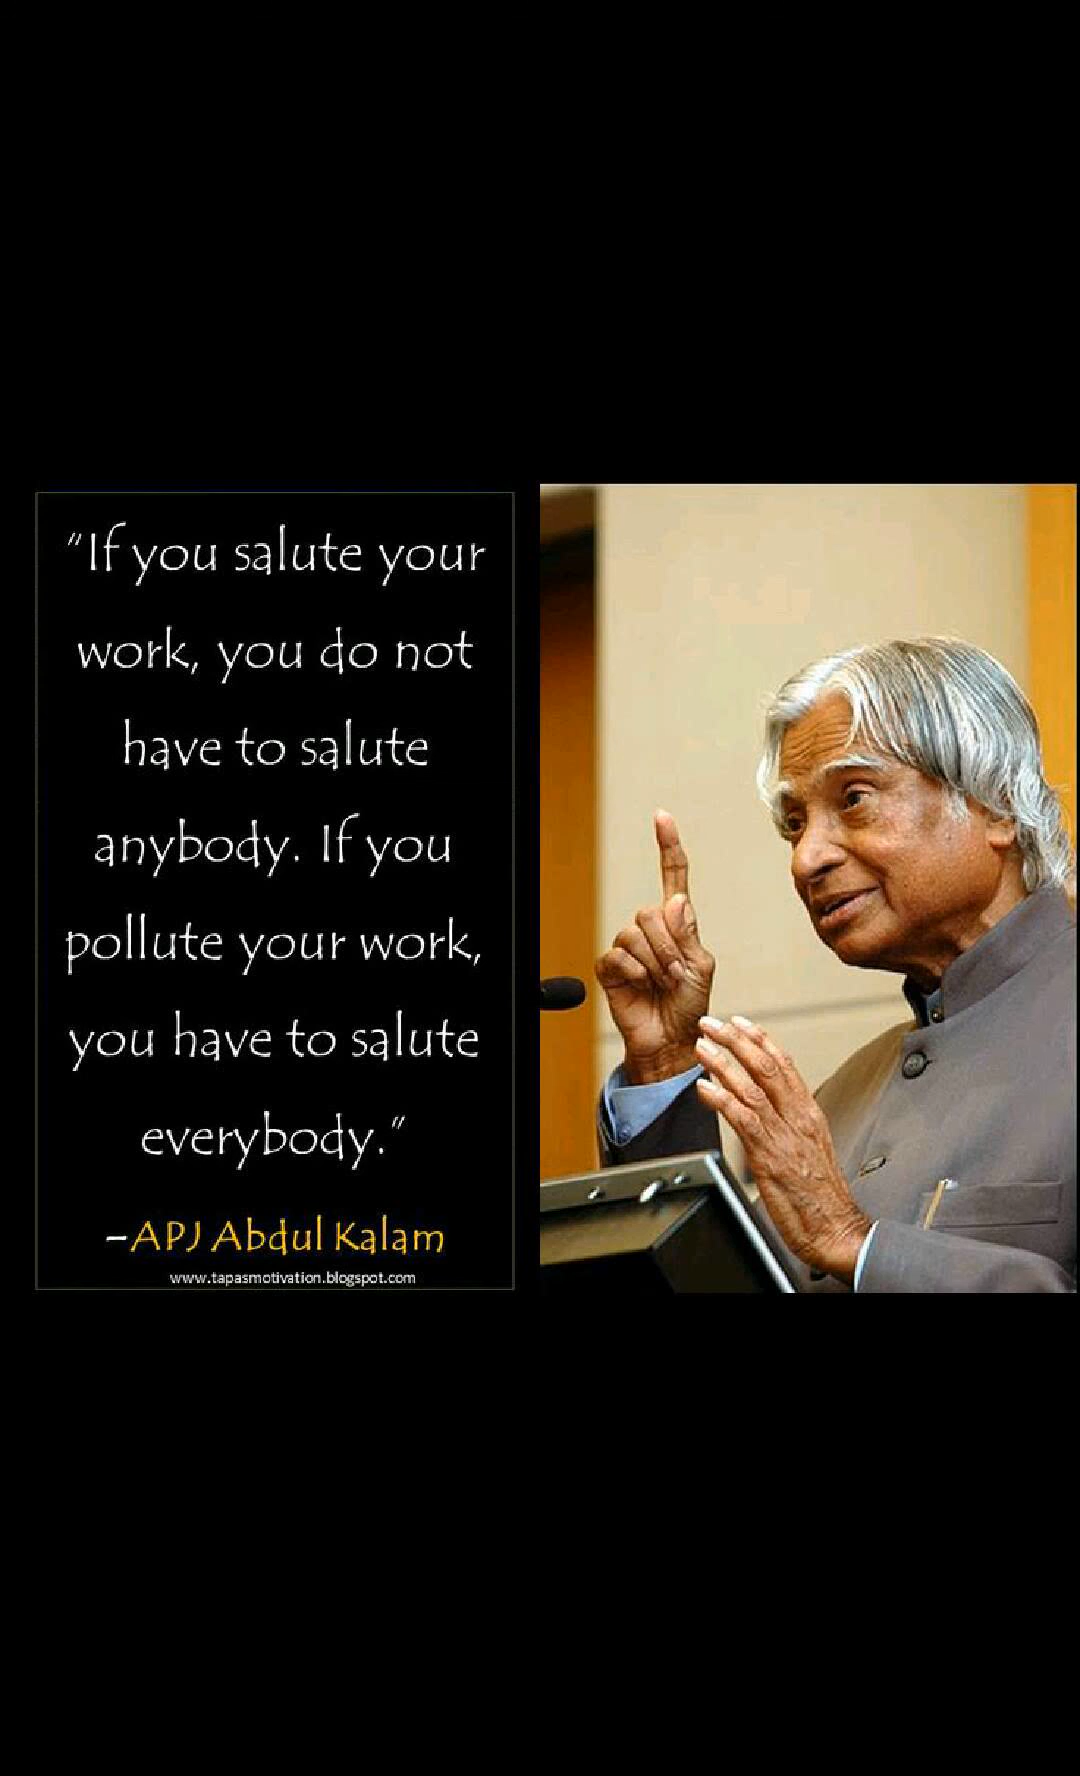 "If you salute your
work, you do not
have to salute
anybody. If you
pollute your work,
you have to salute
everybody."
-APJ Abdul Kalam
www.tapasmotivation.blogspot.com